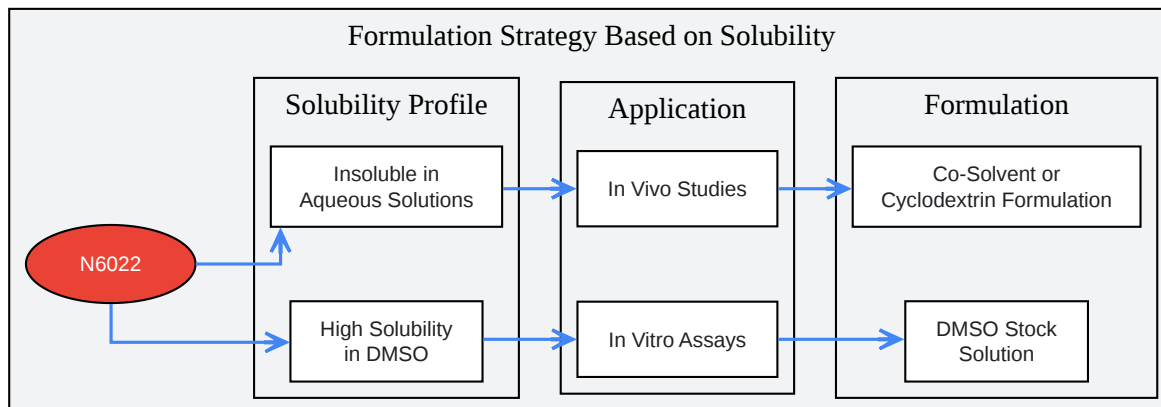 Formulation Strategy Based on Solubility
Solubility Profile
Application
Formulation
Insoluble in
Aqueous Solutions
In Vivo Studies
Co-Solvent or
Cyclodextrin Formulation
N6022
High Solubility
in DMSO
In Vitro Assays
DMSO Stock
Solution